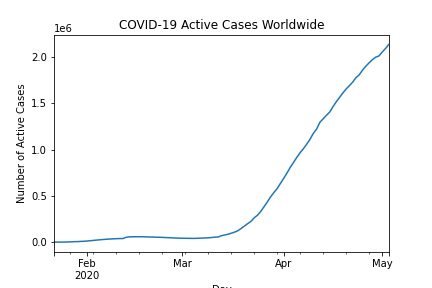 COVID-19 Active Cases Worldwide
1e6
2.0
1.5
1.0
0.5
0.0
Number of Active Cases
Feb
2020
Mar
Apr
May